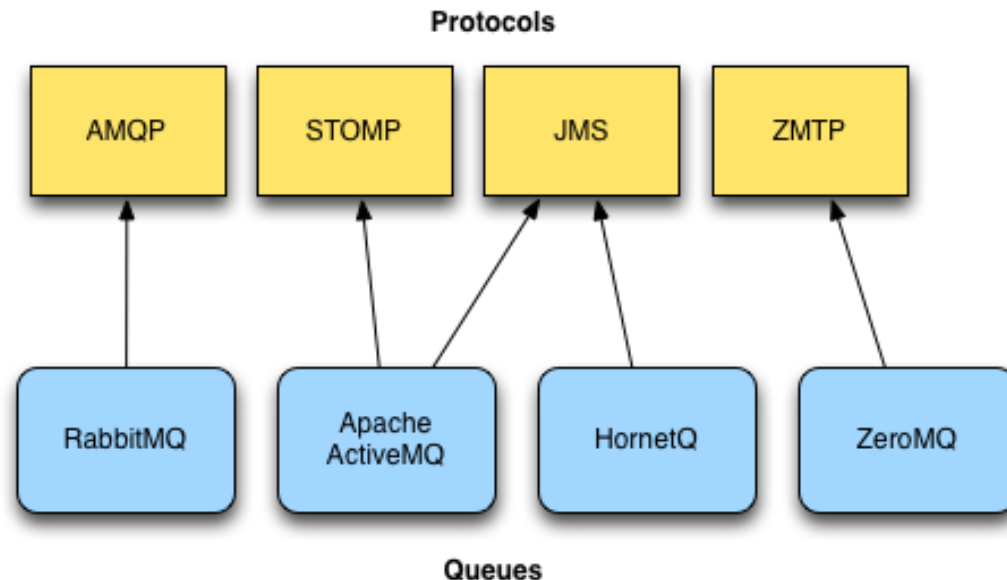 Protocols
AMQP
STOMP
JMS
ZMTP
RabbitMQ
Apache
ActiveMQ
HornetQ
ZeroMQ
Queues